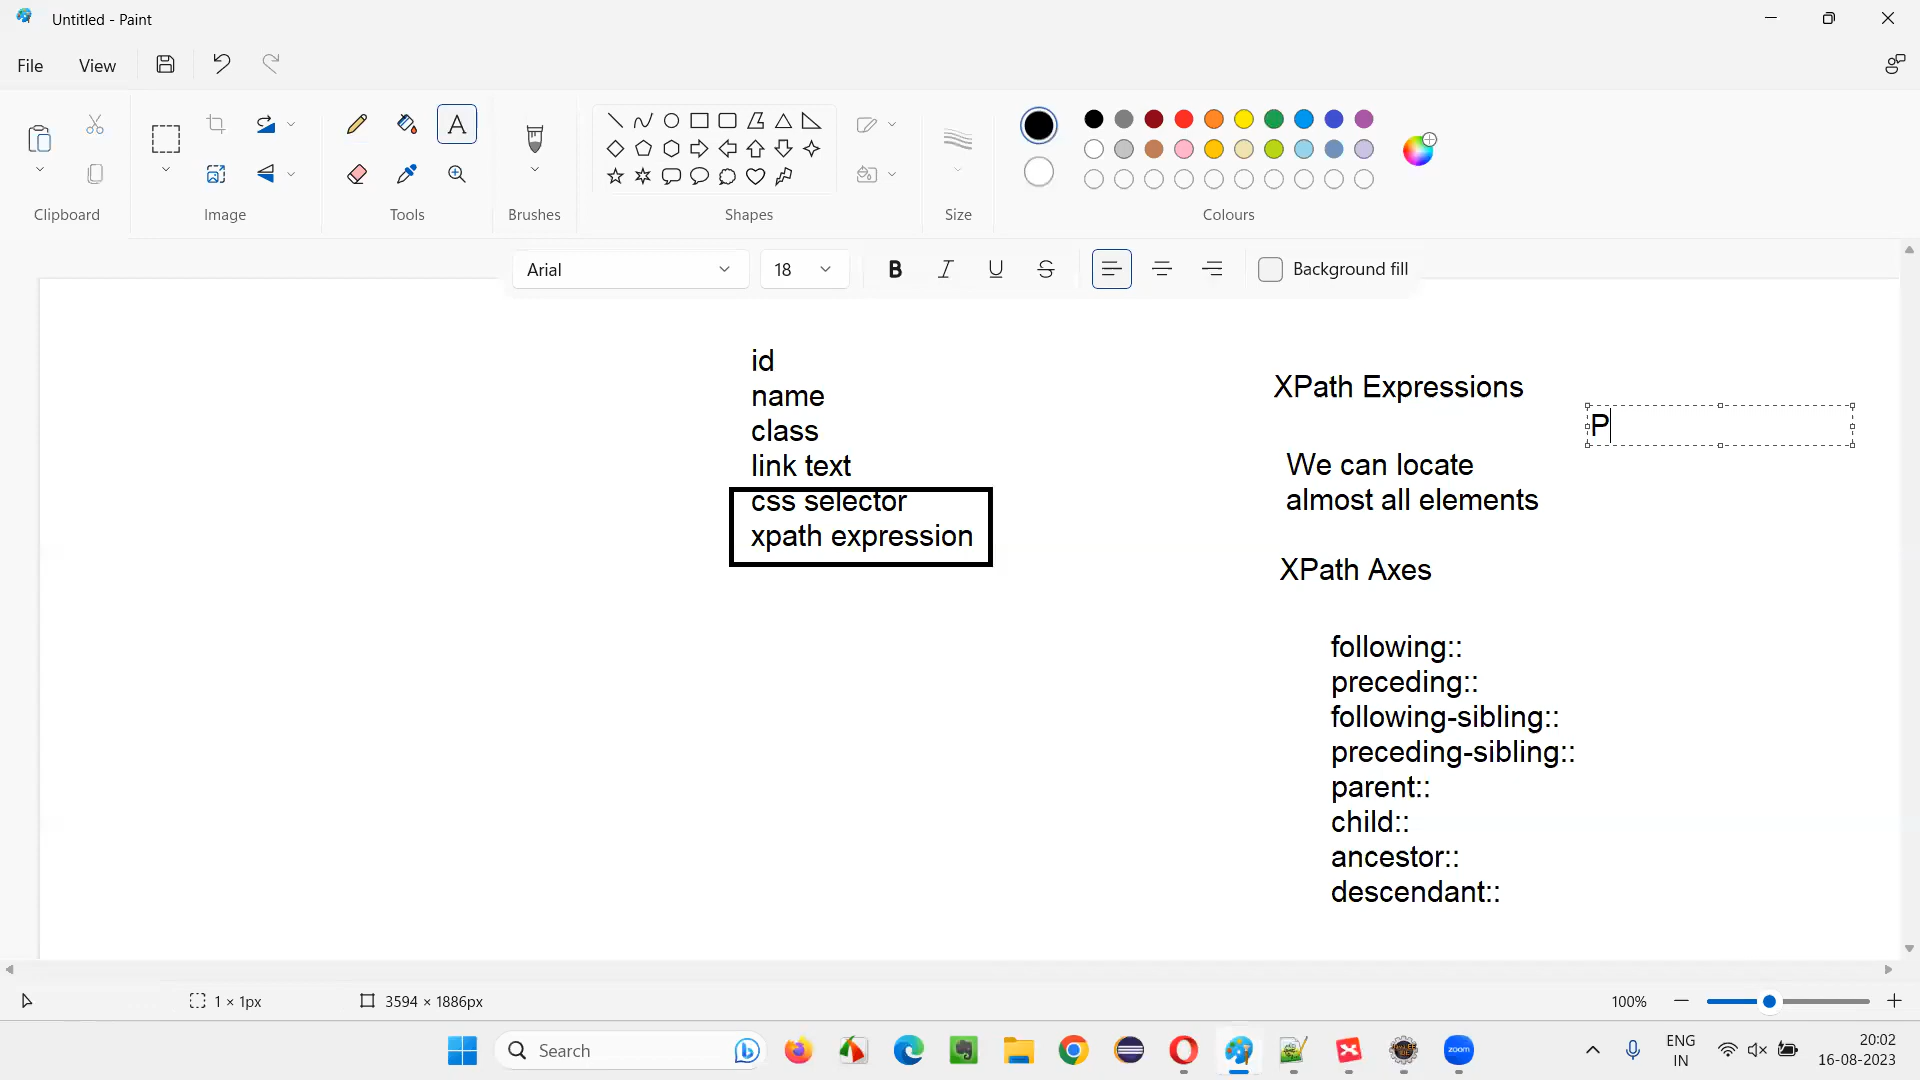 Untitled - Paint
File
View
Clipboard
Image
Tools
Brushes
Shapes
Size
Colours
Arial
18
B
I
U
S
Background fill
id
name
class
link text
css selector
xpath expression
XPath Expressions
P
We can locate
almost all elements
XPath Axes
following::
preceding::
following-sibling::
preceding-sibling::
parent::
child::
ancestor::
descendant::
1 × 1px
3594 × 1886px
100%
Search
zoom
ENG
IN
20:02
16-08-2023